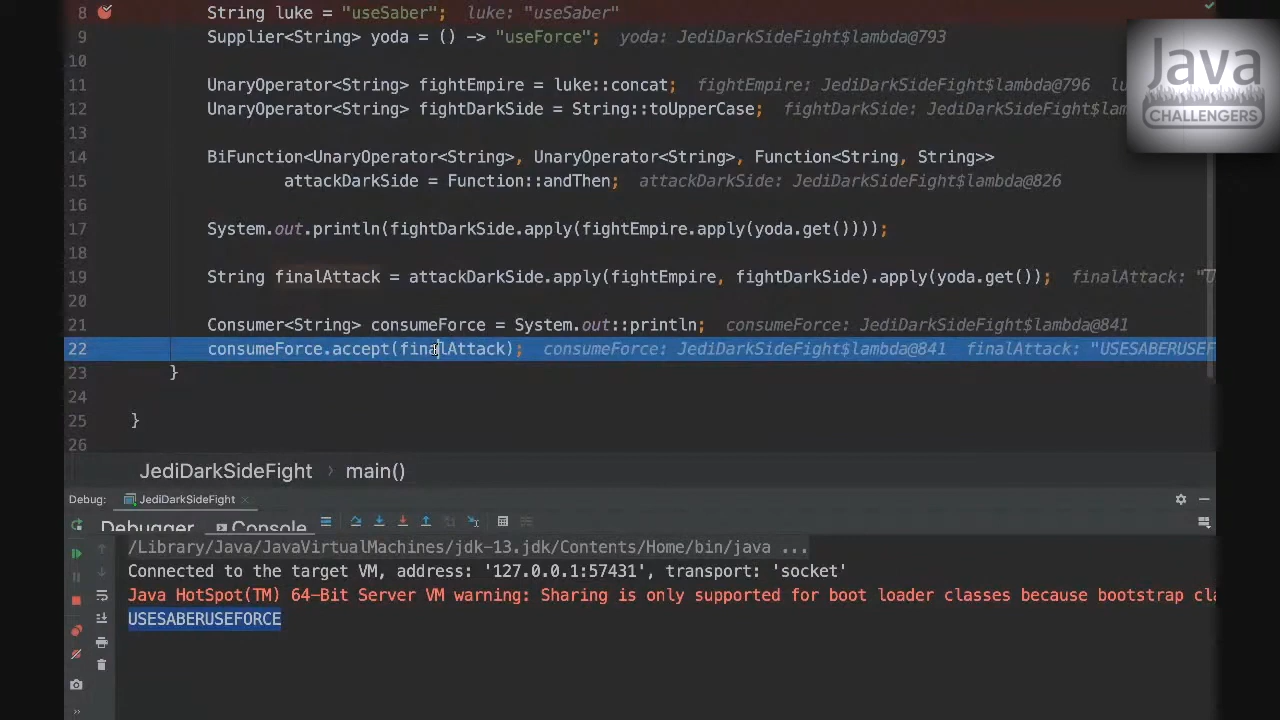 8 String luke = "useSaber"; luke: "useSaber"
9 Supplier<String> yoda = () -> "useForce"; yoda: JediDarkSideFight$lambda@793
10
11 UnaryOperator<String> fightEmpire = luke::concat; fightEmpire: JediDarkSideFight$lambda@796 lu
12 UnaryOperator<String> fightDarkSide = String::toUpperCase; fightDarkSide: JediDarkSideFight$lam
13
14 BiFunction<UnaryOperator<String>, UnaryOperator<String>, Function<String, String>>
15 attackDarkSide = Function::andThen; attackDarkSide: JediDarkSideFight$lambda@826
16
17 System.out.println(fightDarkSide.apply(fightEmpire.apply(yoda.get())));
18
19 String finalAttack = attackDarkSide.apply(fightEmpire, fightDarkSide).apply(yoda.get()); finalAttack: "U
20
21 Consumer<String> consumeForce = System.out::println; consumeForce: JediDarkSideFight$lambda@841
22 consumeForce.accept(finalAttack); consumeForce: JediDarkSideFight$lambda@841 finalAttack: "USESABERUSEF
23 }
24
25 }
26
Java
CHALLENGERS
JediDarkSideFight › main()
Debug: JediDarkSideFight ×
Debugger Console
/Library/Java/JavaVirtualMachines/jdk-13.jdk/Contents/Home/bin/java ...
Connected to the target VM, address: '127.0.0.1:57431', transport: 'socket'
Java HotSpot(TM) 64-Bit Server VM warning: Sharing is only supported for boot loader classes because bootstrap cla
USESABERUSEFORCE